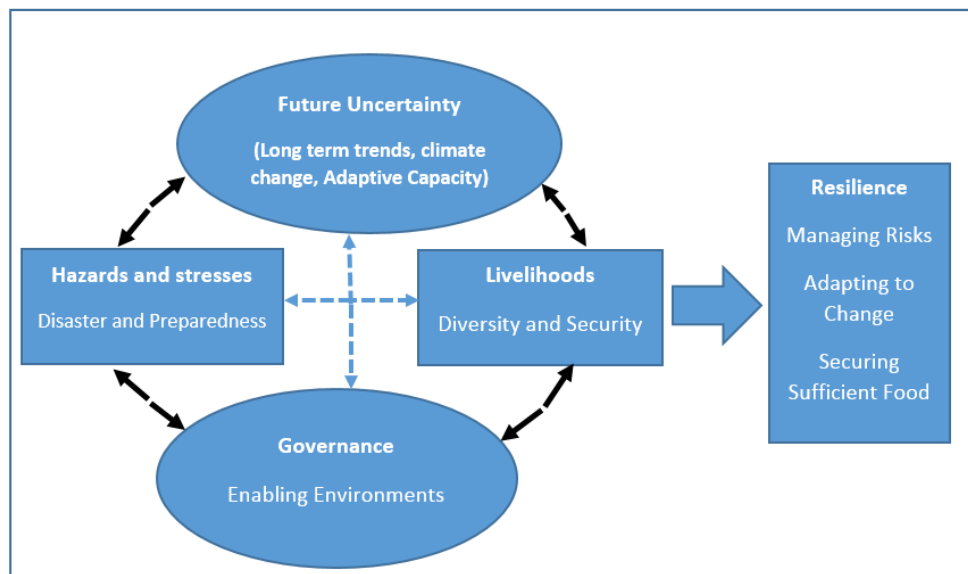 Future Uncertainty
(Long term trends, climate
change, Adaptive Capacity)
Hazards and stresses
Disaster and Preparedness
Livelihoods
Diversity and Security
Governance
Enabling Environments
Resilience
Managing Risks
Adapting to
Change
Securing
Sufficient Food